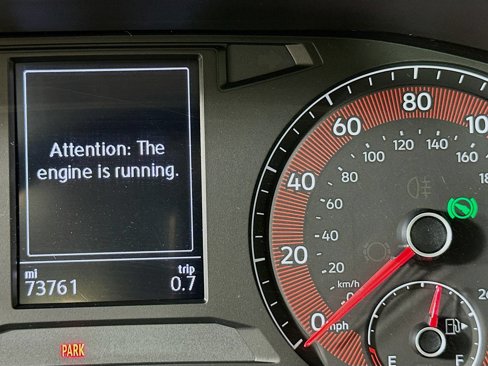 Attention: The
engine is running.
mi
trip
73761
0.7
PARK
0
20
40
60
80
mph
0
20
40
60
80
100
120
140
160
km/h
E
F